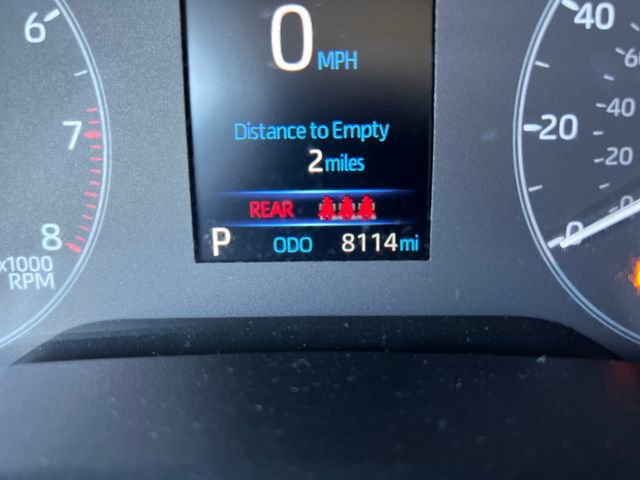 6
7
8
x1000
RPM
0 MPH
Distance to Empty
2 miles
REAR
P ODO 8114 mi
40
60
20
40
20
0
0